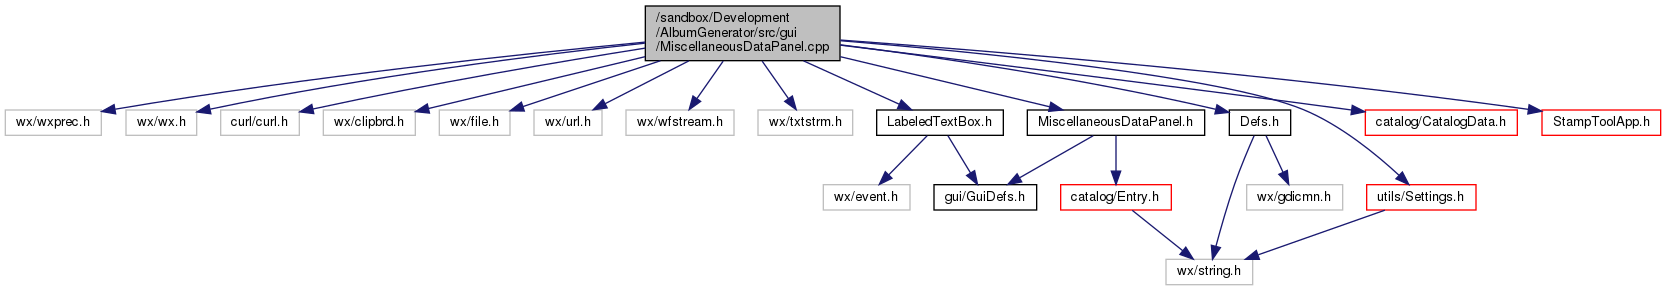 /sandbox/Development
/AlbumGenerator/src/gui
/MiscellaneousDataPanel.cpp
wx/wxprec.h
wx/wx.h
curl/curl.h
wx/clipbrd.h
wx/file.h
wx/url.h
wx/wfstream.h
wx/txtstrm.h
LabeledTextBox.h
MiscellaneousDataPanel.h
Defs.h
catalog/CatalogData.h
StampToolApp.h
wx/event.h
gui/GuiDefs.h
catalog/Entry.h
wx/gdicmn.h
utils/Settings.h
wx/string.h